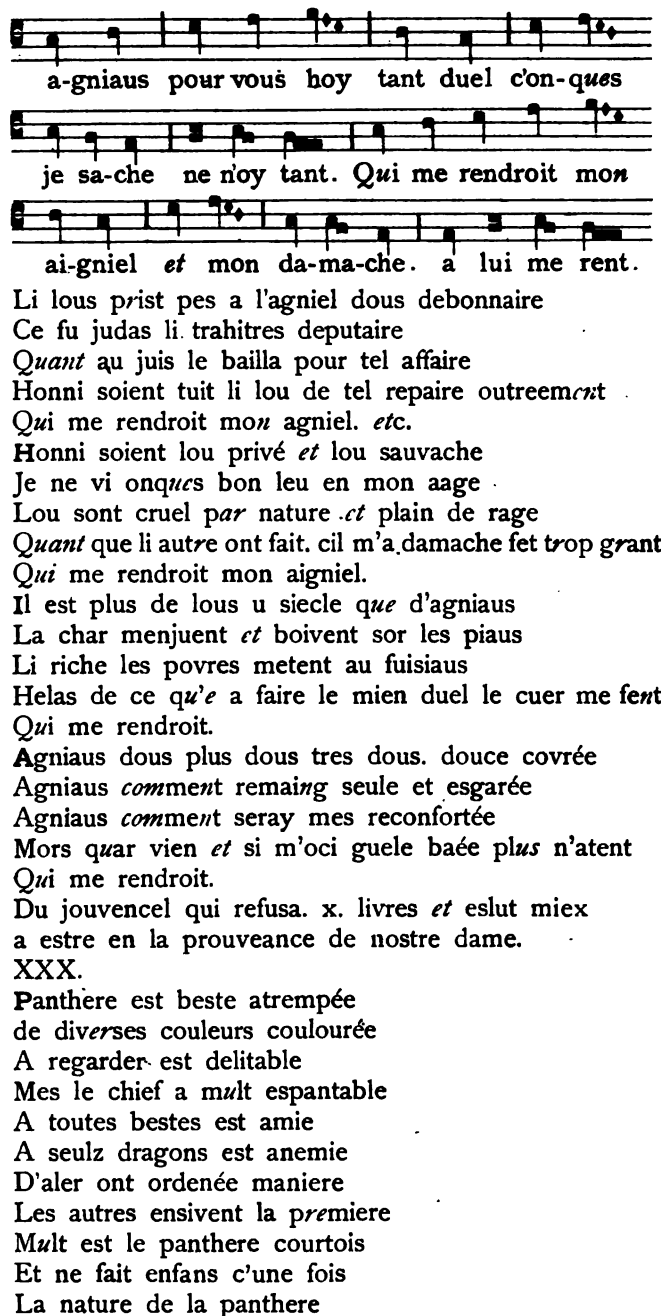 a-gniaus pour vous hoy tant duel c'on-ques
je sa-che ne n'oy tant. Qui me rendroit mon
ai-gniel et mon da-ma-che. a lui me rent.
Li lous prist pes a l'agniel dous debonnaire
Ce fu judas li trahitres deputaire
Quant au juis le bailla pour tel affaire
Honni soient tuit li lou de tel repaire outreement
Qui me rendroit mon agniel. etc.
Honni soient lou privé et lou sauvache
Je ne vi onques bon leu en mon aage
Lou sont cruel par nature et plain de rage
Quant que li autre ont fait. cil m'a damache fet trop grant
Qui me rendroit mon aigniel.
Il est plus de lous u siecle que d'agniaus
La char menjuent et boivent sor les piaus
Li riche les povres metent au fuisiaus
Helas de ce qu'e a faire le mien duel le cuer me fent
Qui me rendroit.
Agniaus dous plus dous tres dous. douce covrée
Agniaus comment remaing seule et esgarée
Agniaus comment seray mes reconfortée
Mors quar vien et si m'oci guele baée plus n'atent
Qui me rendroit.
Du jouvencel qui refusa. x. livres et eslut miex
a estre en la prouveance de nostre dame.
XXX.
Panthere est beste atrempée
de diverses couleurs coulourée
A regarder est delitable
Mes le chief a mult espantable
A toutes bestes est amie
A seulz dragons est anemie
D'aler ont ordenée maniere
Les autres ensivent la premiere
Mult est le panthere courtois
Et ne fait enfans c'une fois
La nature de la panthere